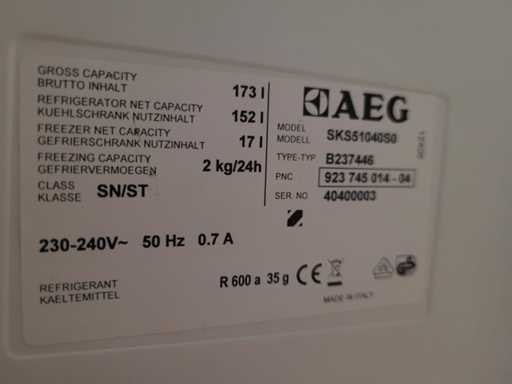 GROSS CAPACITY
BRUTTO INHALT 173 l
REFRIGERATOR NET CAPACITY
KUEHLSCHRANK NUTZINHALT 152 l
FREEZER NET CAPACITY
GEFRIERSCHRANK NUTZINHALT 17 l
FREEZING CAPACITY
GEFRIERVERMOEGEN 2 kg/24h
CLASS
KLASSE SN/ST
230-240V~ 50 Hz 0.7 A
REFRIGERANT
KAELTEMITTEL R 600 a 35 g CE
AEG
MODEL
MODELL SKS51040S0
TYPE-TYP B237446
PNC 923 745 014 - 04
SER NO 40400003
MADE IN ITALY